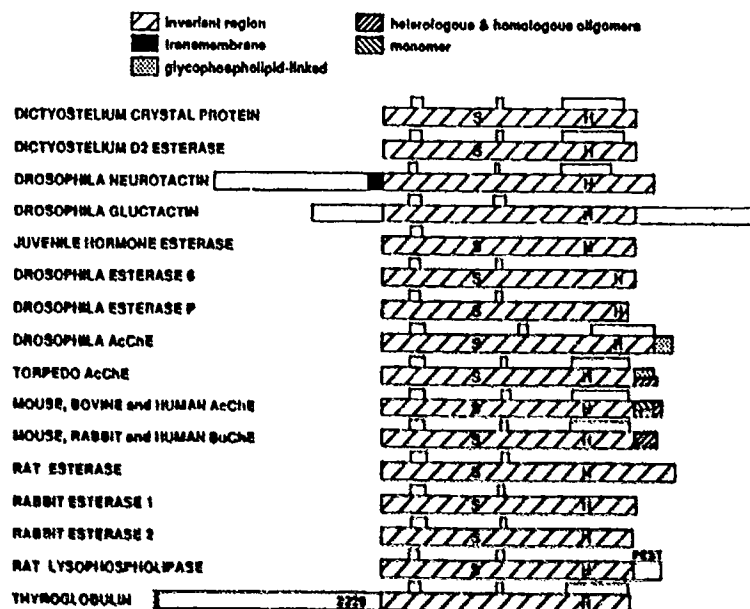 invariant region
transmembrane
glycophospholipid-linked
heterologous & homologous oligomers
monomer
DICTYOSTELIUM CRYSTAL PROTEIN S H
DICTYOSTELIUM D2 ESTERASE S H
DROSOPHILA NEUROTACTIN H
DROSOPHILA GLUCTACTIN H
JUVENILE HORMONE ESTERASE S H
DROSOPHILA ESTERASE 6 S H
DROSOPHILA ESTERASE P S H
DROSOPHILA AcChE S H
TORPEDO AcChE S H
MOUSE, BOVINE and HUMAN AcChE S H
MOUSE, RABBIT and HUMAN BuChE S H
RAT ESTERASE S H
RABBIT ESTERASE 1 S H
RABBIT ESTERASE 2 S H
PEST
RAT LYSOPHOSPHOLIPASE S H
THYROGLOBULIN 2220 H